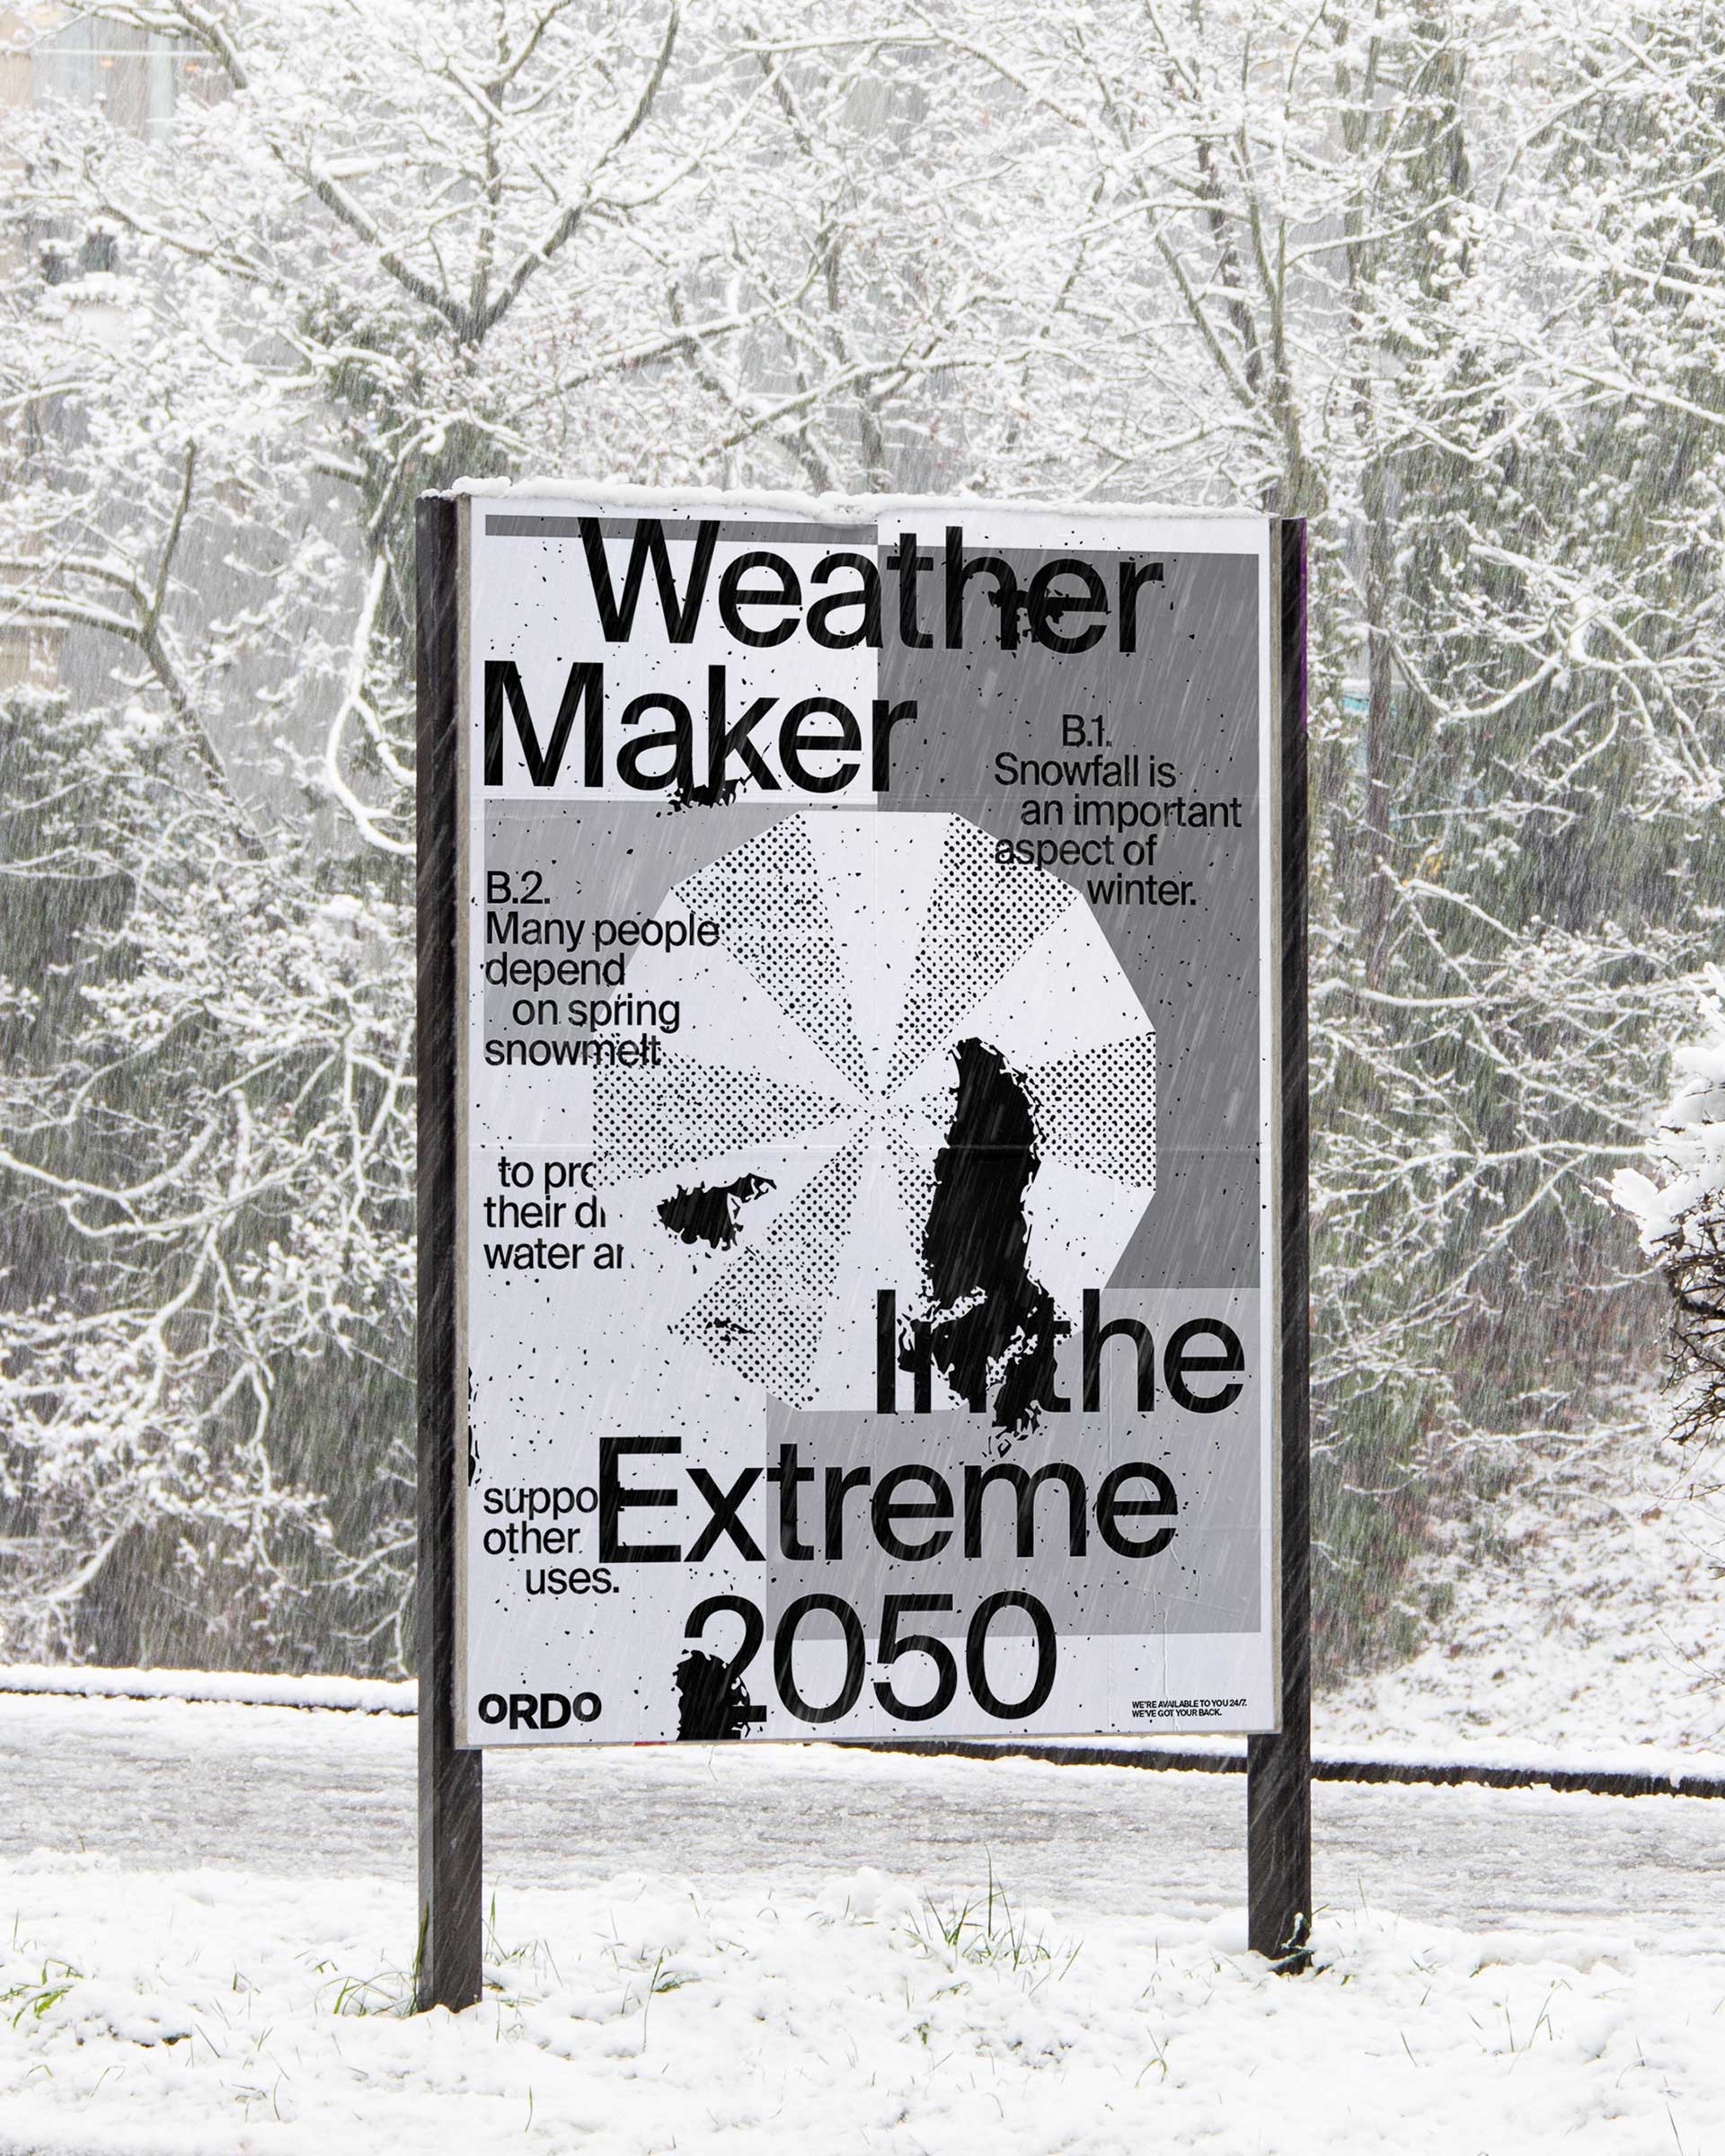 Weather
Maker
B.1.
Snowfall is
an important
aspect of
winter.
B.2.
Many people
depend
on spring
snowmelt
to pro
their d
water ar
In the
Extreme
suppo
other
uses.
2050
ORDO
WE'RE AVAILABLE TO YOU 24/7.
WE'VE GOT YOUR BACK.